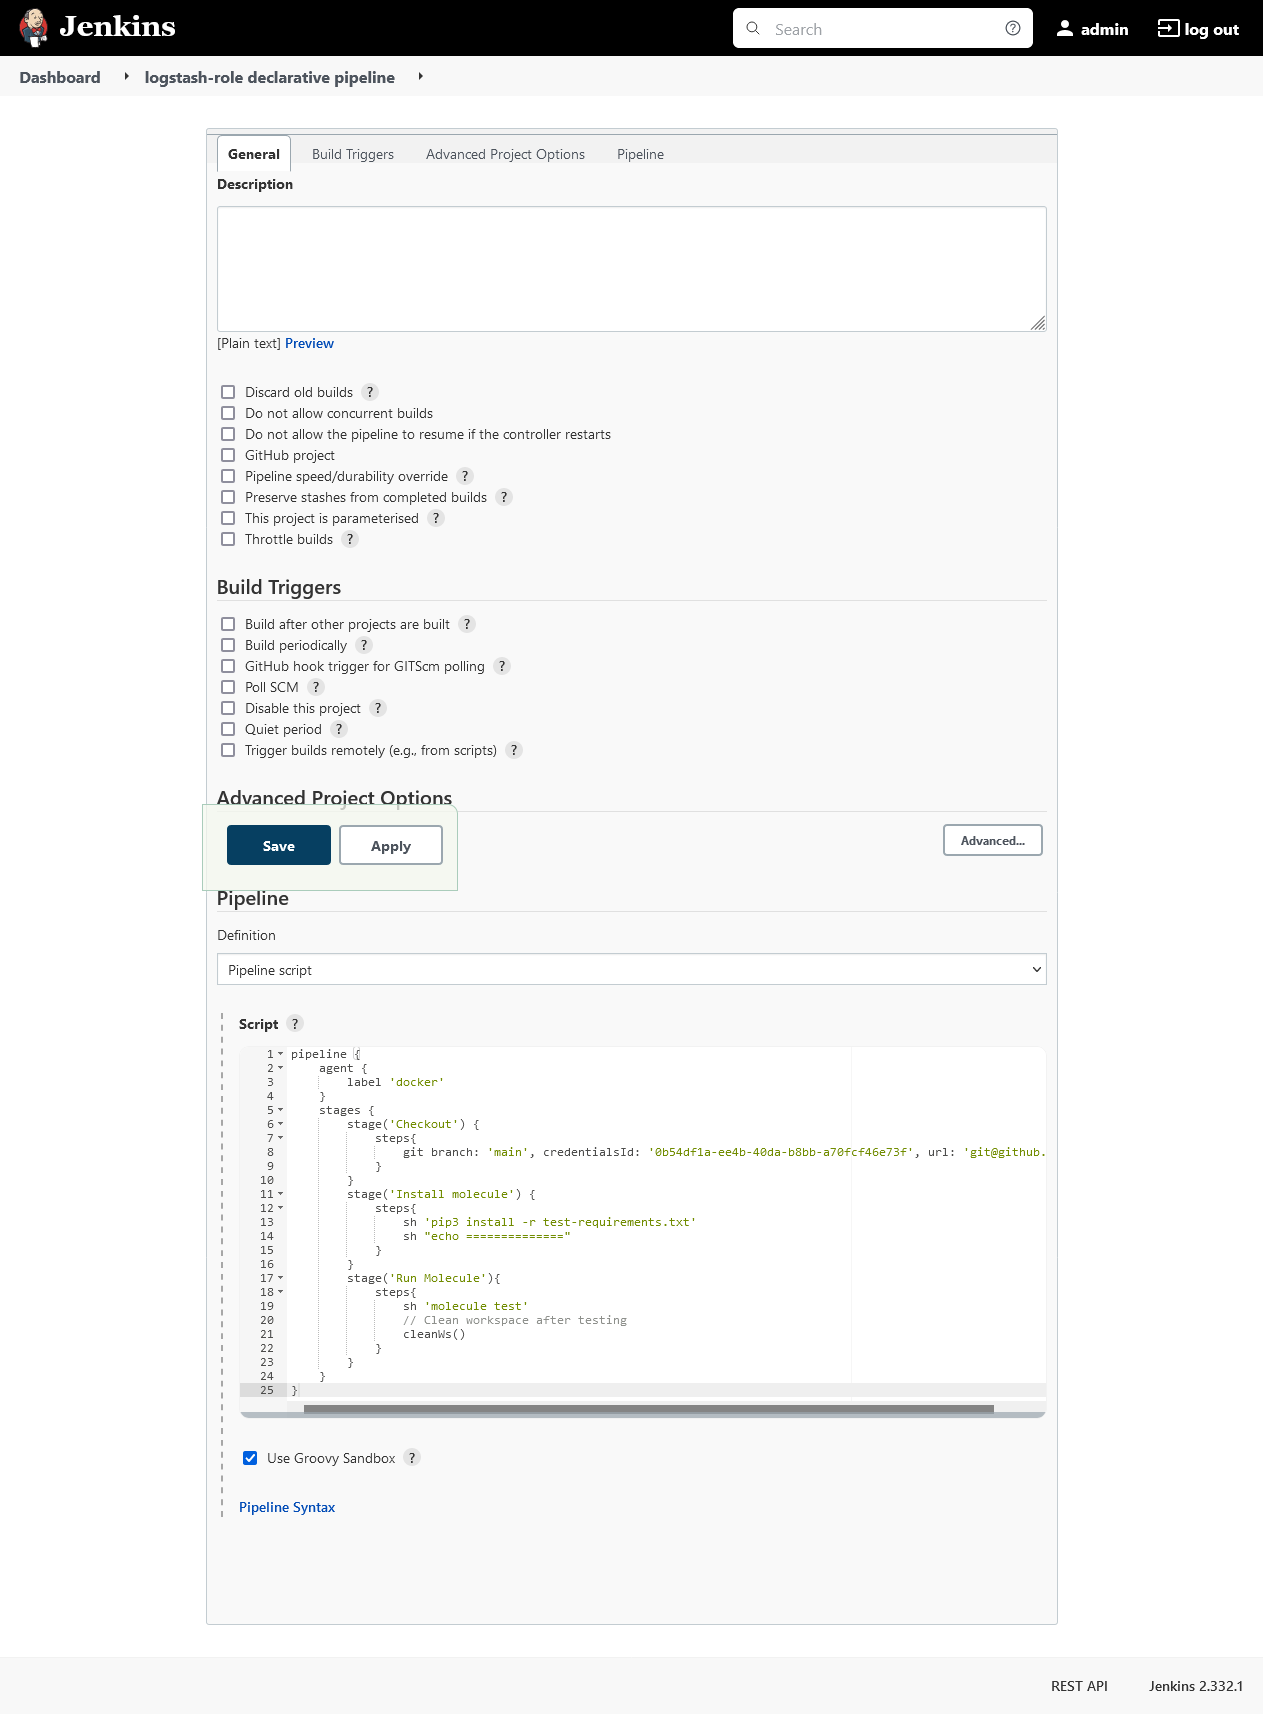 Jenkins
Search
admin
log out
Dashboard
logstash-role declarative pipeline
General Build Triggers Advanced Project Options Pipeline
Description
[Plain text] Preview
Discard old builds ?
Do not allow concurrent builds
Do not allow the pipeline to resume if the controller restarts
GitHub project
Pipeline speed/durability override ?
Preserve stashes from completed builds ?
This project is parameterised ?
Throttle builds ?
Build Triggers
Build after other projects are built ?
Build periodically ?
GitHub hook trigger for GITScm polling ?
Poll SCM ?
Disable this project ?
Quiet period ?
Trigger builds remotely (e.g., from scripts) ?
Advanced Project Options
Save Apply
Advanced...
Pipeline
Definition
Pipeline script
Script ?
1 pipeline {
2 agent {
3 label 'docker'
4 }
5 stages {
6 stage('Checkout') {
7 steps{
8 git branch: 'main', credentialsId: '0b54df1a-ee4b-40da-b8bb-a70fcf46e73f', url: 'git@github.
9 }
10 }
11 stage('Install molecule') {
12 steps{
13 sh 'pip3 install -r test-requirements.txt'
14 sh "echo =============="
15 }
16 }
17 stage('Run Molecule'){
18 steps{
19 sh 'molecule test'
20 // Clean workspace after testing
21 cleanWs()
22 }
23 }
24 }
25 }
Use Groovy Sandbox ?
Pipeline Syntax
REST API
Jenkins 2.332.1